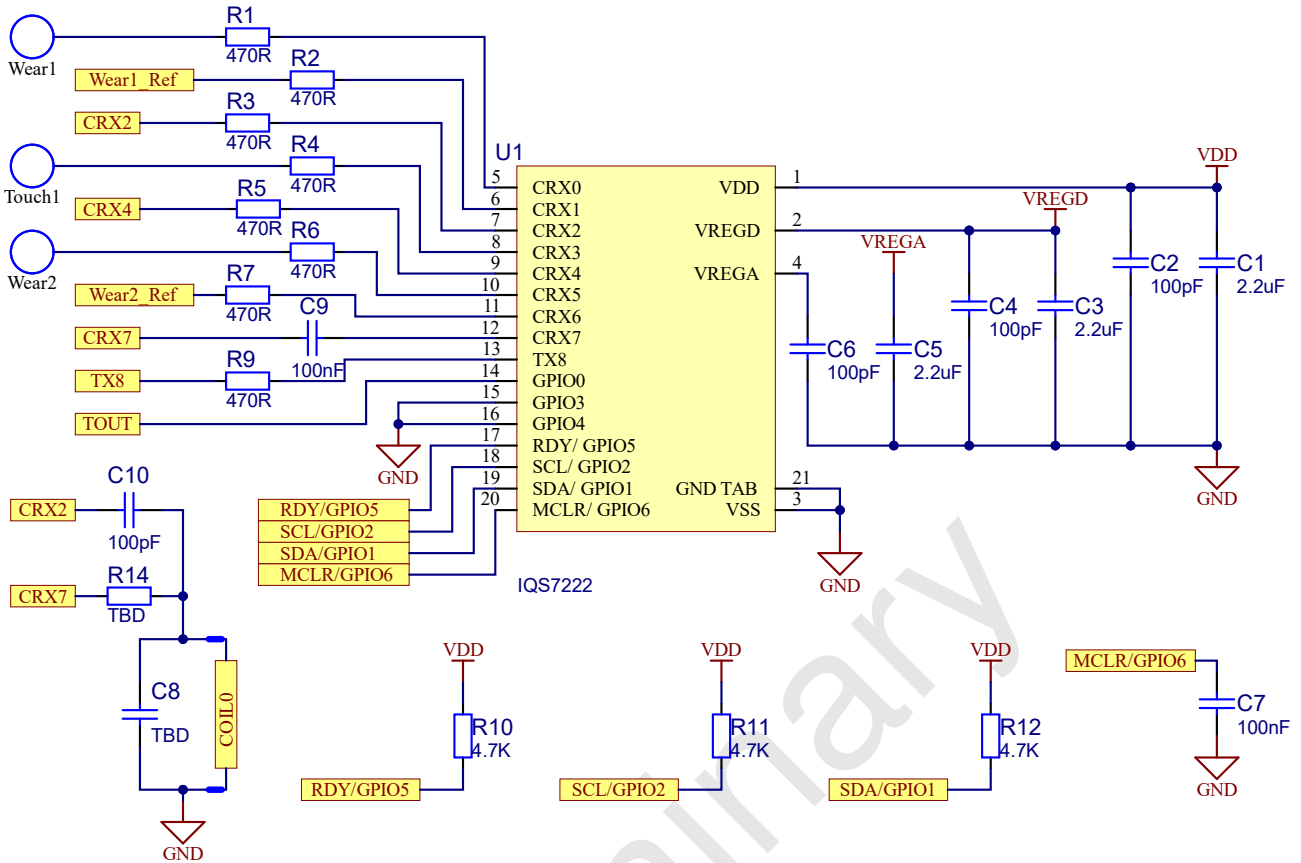 R1
470R
Wear1
R2
Wear1_Ref
470R
R3
CRX2
470R
R4
Touch1
470R
R5
CRX4
470R
R6
Wear2
470R
R7
Wear2_Ref
470R
C9
CRX7
100nF
R9
TX8
470R
TOUT
GND
U1
5 CRX0
6 CRX1
7 CRX2
8 CRX3
9 CRX4
10 CRX5
11 CRX6
12 CRX7
13 TX8
14 GPIO0
15 GPIO3
16 GPIO4
17 RDY/ GPIO5
18 SCL/ GPIO2
19 SDA/ GPIO1
20 MCLR/ GPIO6
VDD 1
VREGD 2
VREGA 4
GND TAB 21
VSS 3
IQS7222
RDY/GPIO5
SCL/GPIO2
SDA/GPIO1
MCLR/GPIO6
VDD
VREGD
VREGA
C2
100pF
C1
2.2uF
C4
100pF
C3
2.2uF
C6
100pF
C5
2.2uF
GND
GND
C10
CRX2
100pF
R14
CRX7
TBD
C8
TBD
COIL0
GND
VDD
R10
4.7K
RDY/GPIO5
VDD
R11
4.7K
SCL/GPIO2
VDD
R12
4.7K
SDA/GPIO1
MCLR/GPIO6
C7
100nF
GND
inary